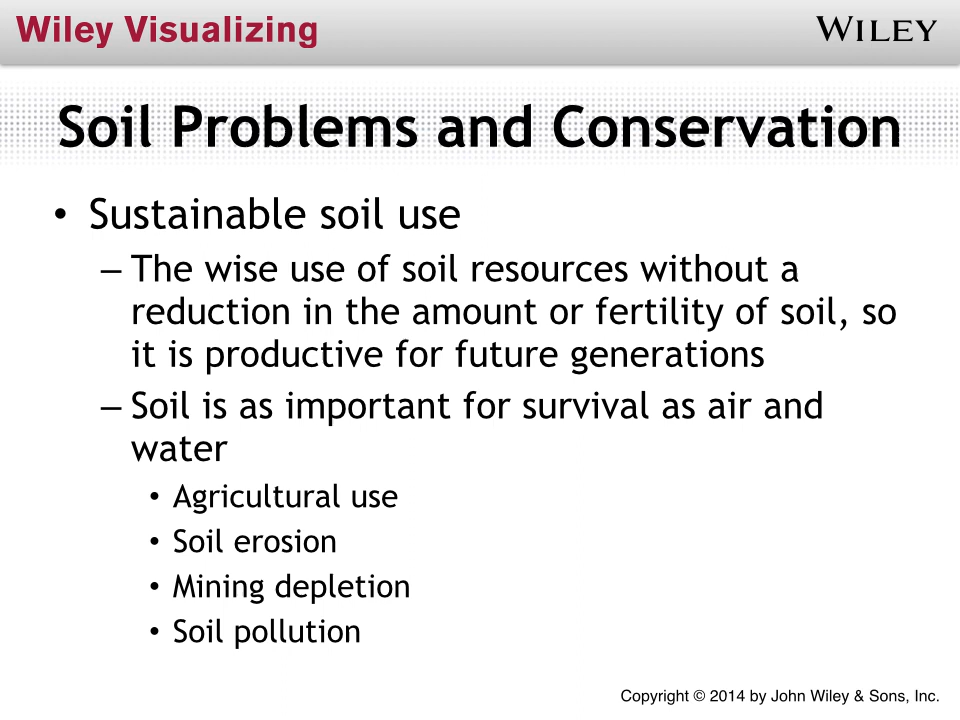 Wiley Visualizing
WILEY
Soil Problems and Conservation
• Sustainable soil use
– The wise use of soil resources without a
reduction in the amount or fertility of soil, so
it is productive for future generations
– Soil is as important for survival as air and
water
• Agricultural use
• Soil erosion
• Mining depletion
• Soil pollution
Copyright © 2014 by John Wiley & Sons, Inc.